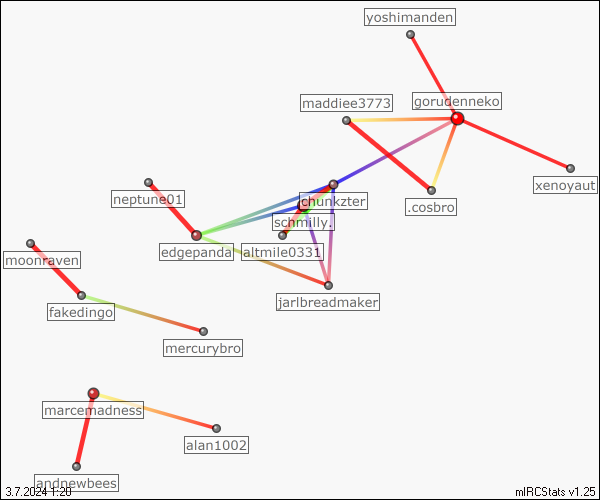 yoshimanden
gorudenneko
maddiee3773
xenoyaut
neptune01
chunkzter
.cosbro
schmilly.
edgepanda
altmile0331
moonraven
jarlbreadmaker
fakedingo
mercurybro
marcemadness
alan1002
andnewbees
3.7.2024 1:20
mIRCStats v1.25